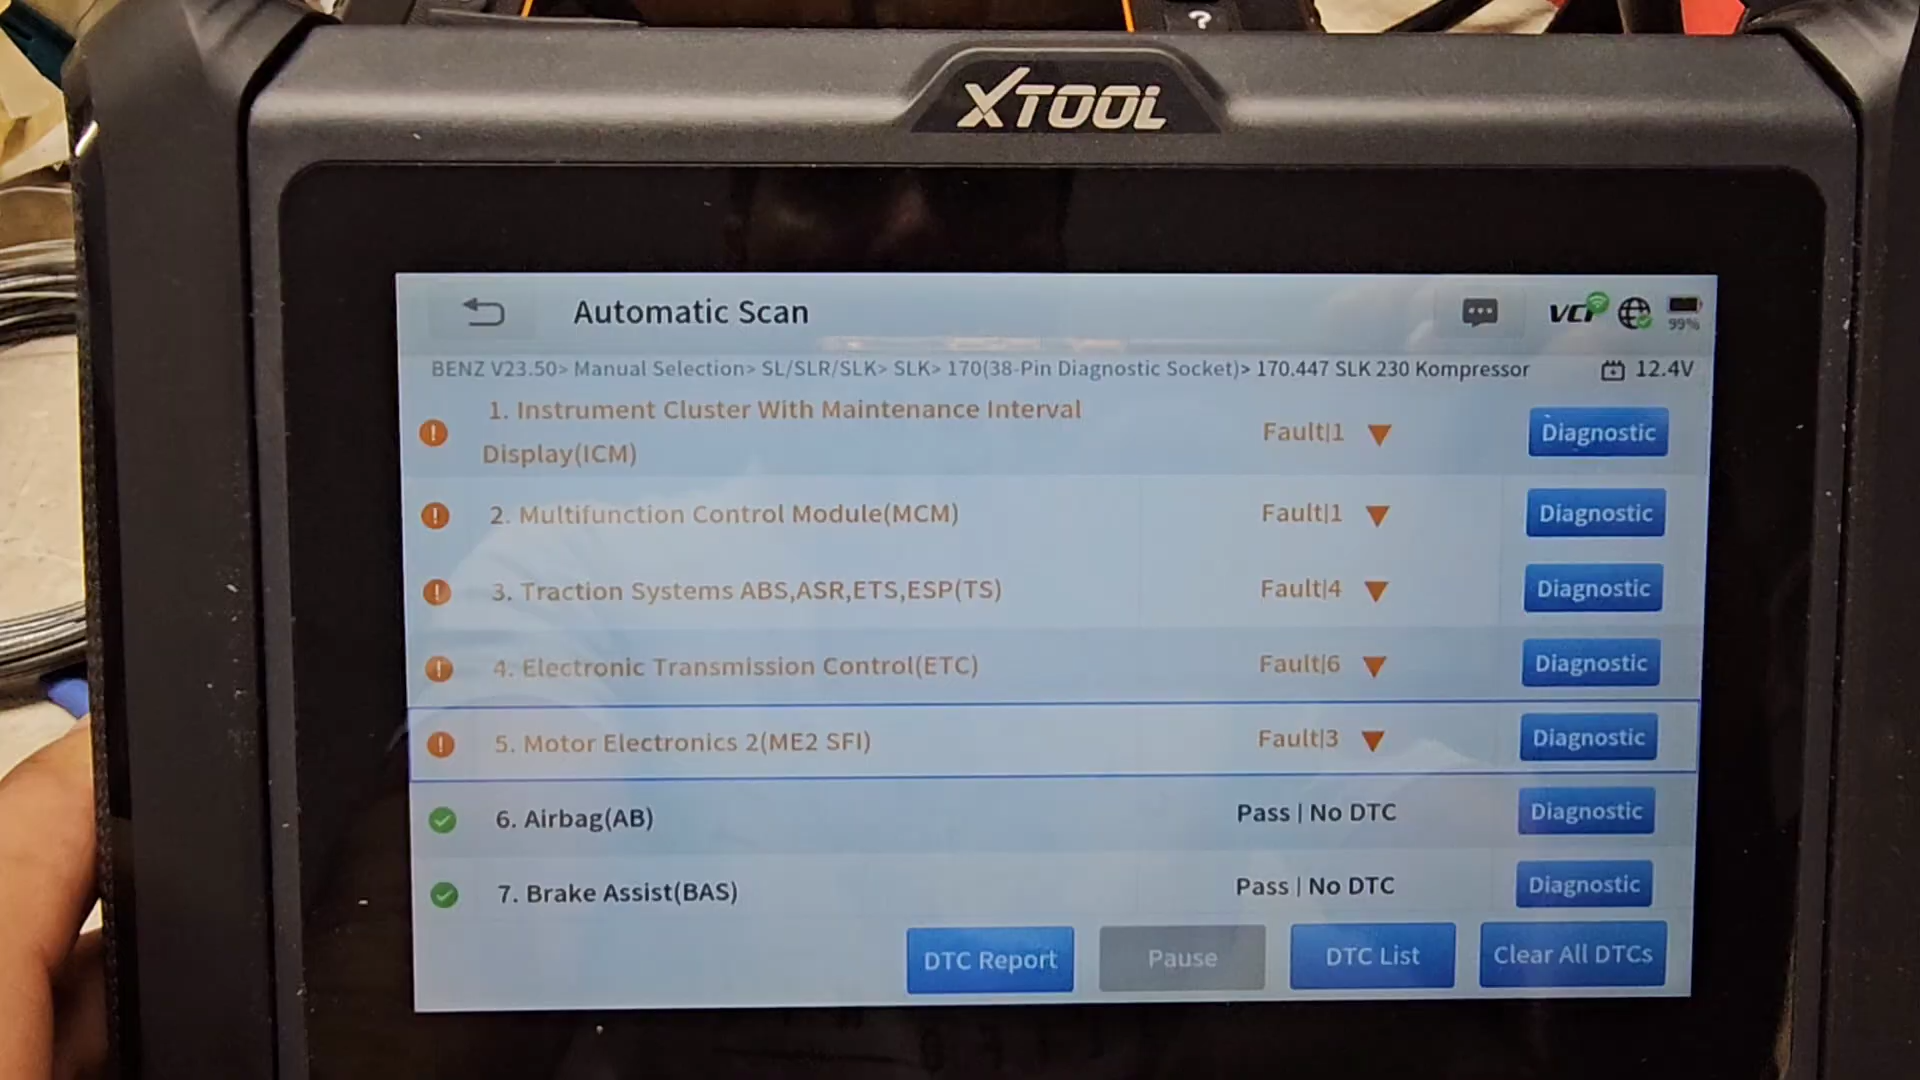 ?
XTOOL
Automatic Scan
VCI
99%
BENZ V23.50> Manual Selection> SL/SLR/SLK> SLK> 170(38-Pin Diagnostic Socket)> 170.447 SLK 230 Kompressor
12.4V
1. Instrument Cluster With Maintenance Interval
Display(ICM)
Fault|1
Diagnostic
2. Multifunction Control Module(MCM)
Fault|1
Diagnostic
3. Traction Systems ABS,ASR,ETS,ESP(TS)
Fault|4
Diagnostic
4. Electronic Transmission Control(ETC)
Fault|6
Diagnostic
5. Motor Electronics 2(ME2 SFI)
Fault|3
Diagnostic
6. Airbag(AB)
Pass | No DTC
Diagnostic
7. Brake Assist(BAS)
Pass | No DTC
Diagnostic
DTC Report
Pause
DTC List
Clear All DTCs